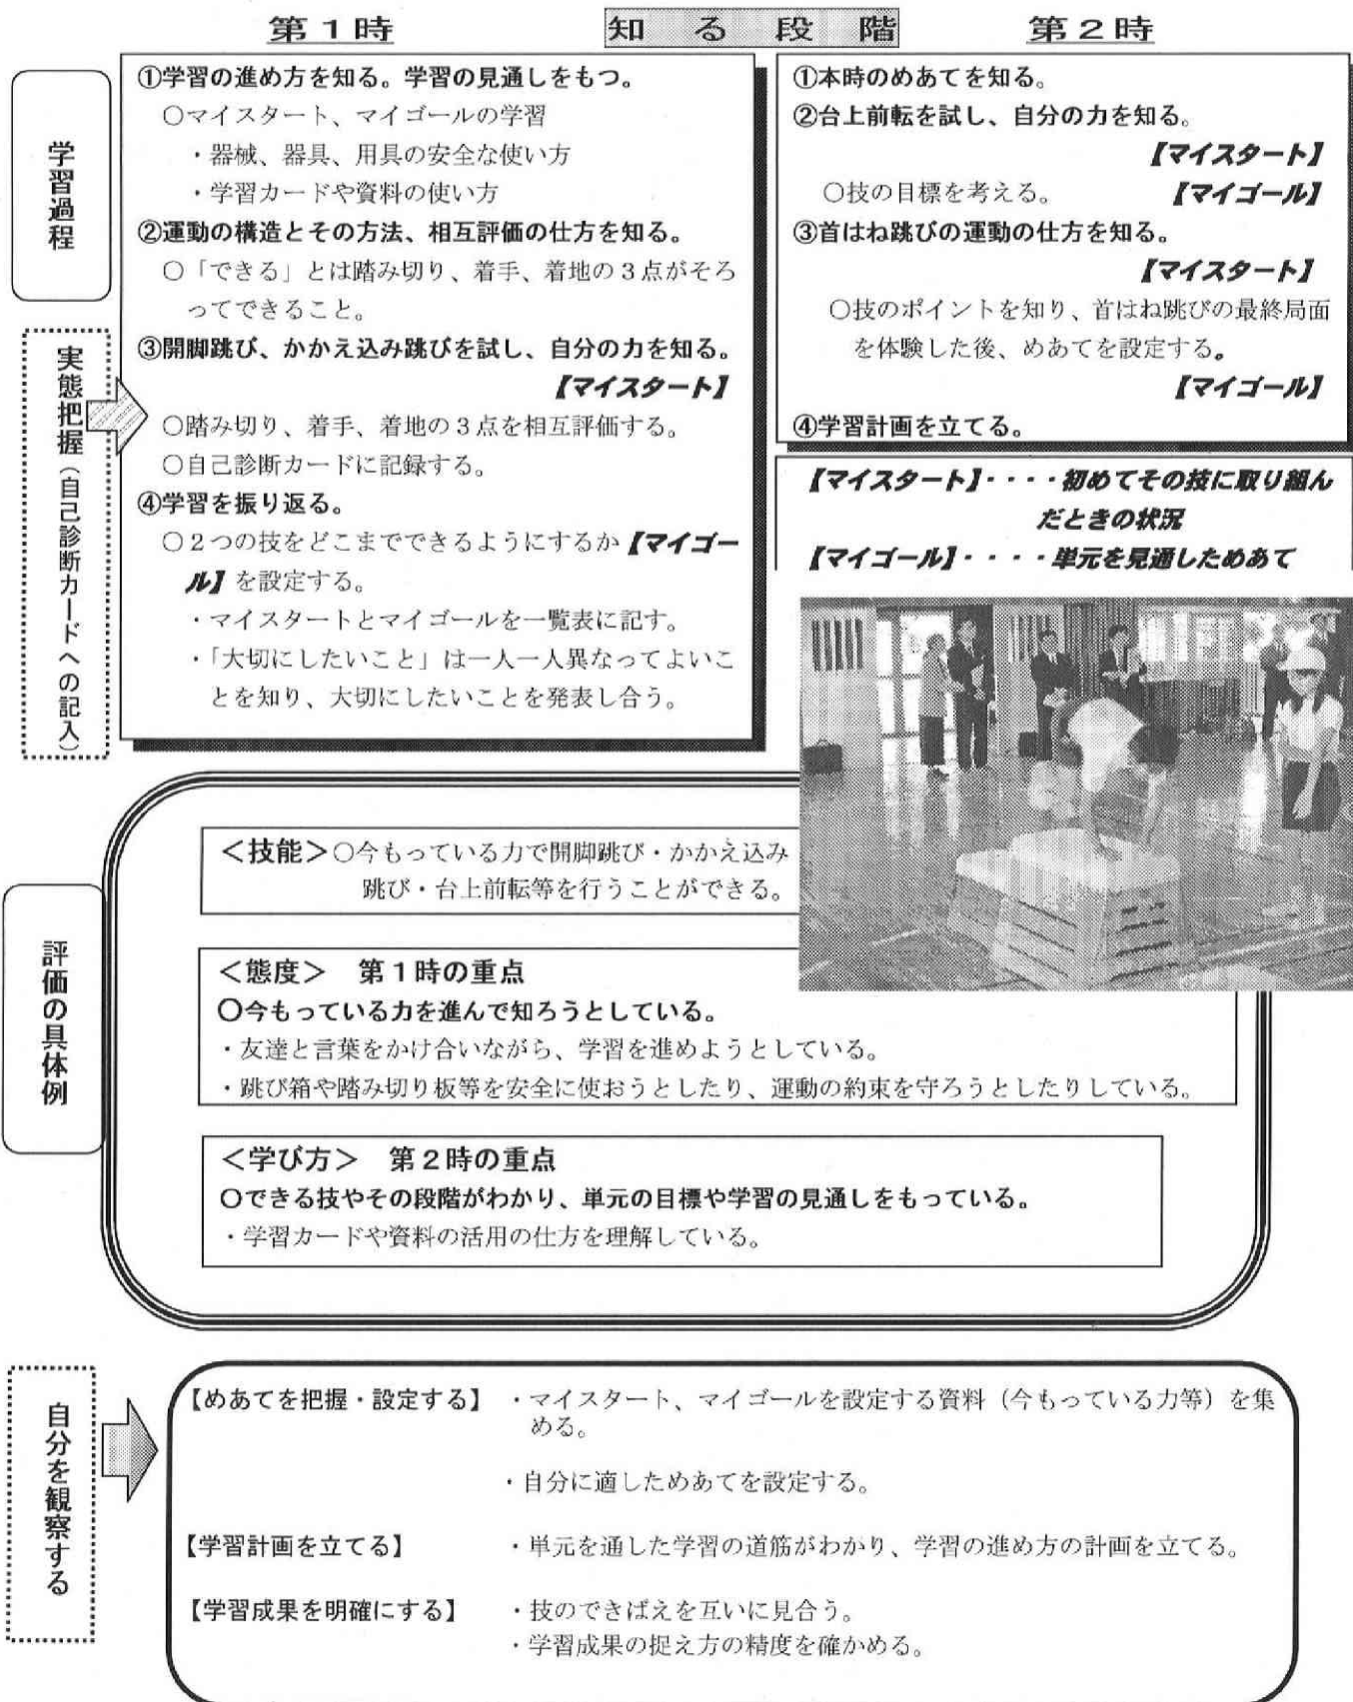 第１時
知る段階
第２時
学習過程
①学習の進め方を知る。学習の見通しをもつ。
○マイスタート、マイゴールの学習
・器械、器具、用具の安全な使い方
・学習カードや資料の使い方
②運動の構造とその方法、相互評価の仕方を知る。
○「できる」とは踏み切り、着手、着地の３点がそろ
ってできること。
③開脚跳び、かかえ込み跳びを試し、自分の力を知る。
【マイスタート】
○踏み切り、着手、着地の３点を相互評価する。
○自己診断カードに記録する。
④学習を振り返る。
○２つの技をどこまでできるようにするか【マイゴー
ル】を設定する。
・マイスタートとマイゴールを一覧表に記す。
・「大切にしたいこと」は一人一人異なってよいこ
とを知り、大切にしたいことを発表し合う。
実態把握（自己診断カードへの記入）
①本時のめあてを知る。
②台上前転を試し、自分の力を知る。
【マイスタート】
○技の目標を考える。 【マイゴール】
③首はね跳びの運動の仕方を知る。
【マイスタート】
○技のポイントを知り、首はね跳びの最終局面
を体験した後、めあてを設定する。
【マイゴール】
④学習計画を立てる。
【マイスタート】・・・・初めてその技に取り組ん
だときの状況
【マイゴール】・・・・単元を見通しためあて
評価の具体例
＜技能＞○今もっている力で開脚跳び・かかえ込み
跳び・台上前転等を行うことができる。
＜態度＞ 第１時の重点
○今もっている力を進んで知ろうとしている。
・友達と言葉をかけ合いながら、学習を進めようとしている。
・跳び箱や踏み切り板等を安全に使おうとしたり、運動の約束を守ろうとしたりしている。
＜学び方＞ 第２時の重点
○できる技やその段階がわかり、単元の目標や学習の見通しをもっている。
・学習カードや資料の活用の仕方を理解している。
自分を観察する
【めあてを把握・設定する】 ・マイスタート、マイゴールを設定する資料（今もっている力等）を集
める。
・自分に適しためあてを設定する。
【学習計画を立てる】 ・単元を通した学習の道筋がわかり、学習の進め方の計画を立てる。
【学習成果を明確にする】 ・技のできばえを互いに見合う。
・学習成果の捉え方の精度を確かめる。